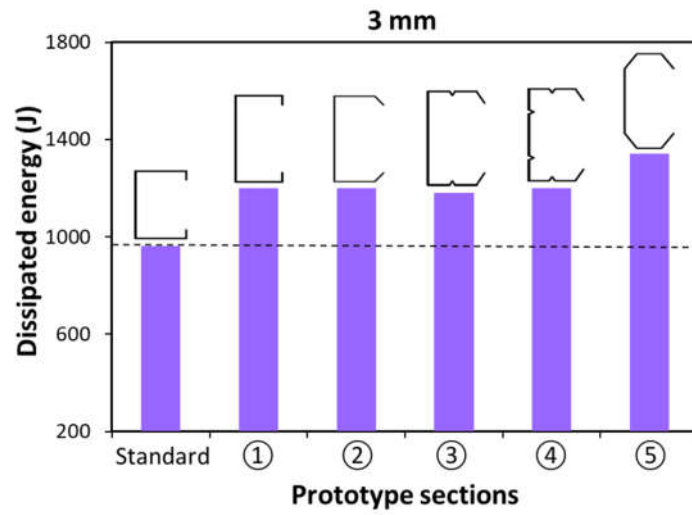 3 mm
Dissipated energy (J)
1800
1400
1000
600
200
Standard ① ② ③ ④ ⑤
Prototype sections